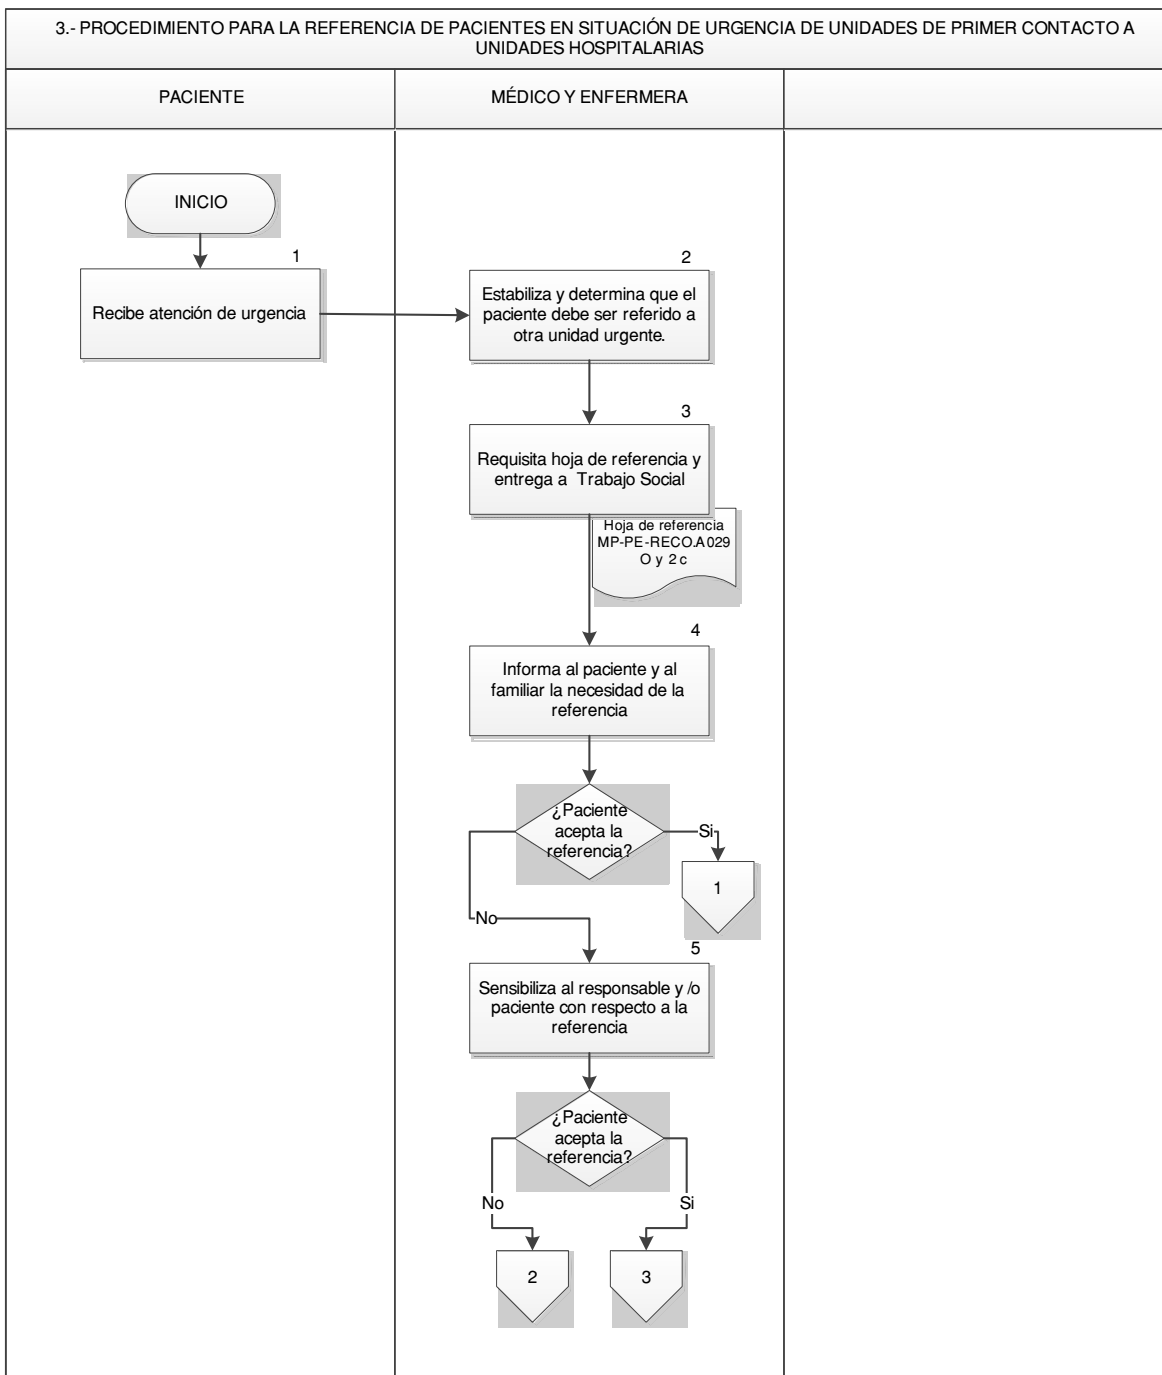 3.- PROCEDIMIENTO PARA LA REFERENCIA DE PACIENTES EN SITUACIÓN DE URGENCIA DE UNIDADES DE PRIMER CONTACTO A
UNIDADES HOSPITALARIAS
PACIENTE
MÉDICO Y ENFERMERA
INICIO
1
Recibe atención de urgencia
2
Estabiliza y determina que el
paciente debe ser referido a
otra unidad urgente.
3
Requisita hoja de referencia y
entrega a Trabajo Social
Hoja de referencia
MP-PE-RECO.A029
O y 2 c
4
Informa al paciente y al
familiar la necesidad de la
referencia
¿Paciente
acepta la
referencia?
Si
1
No
5
Sensibiliza al responsable y /o
paciente con respecto a la
referencia
¿Paciente
acepta la
referencia?
No
Si
2
3